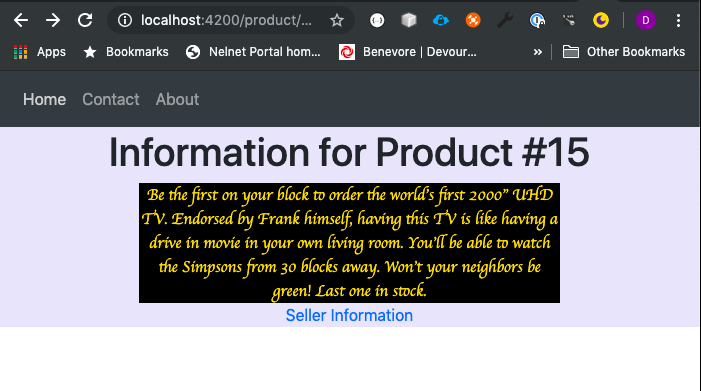 localhost:4200/product/...
Apps Bookmarks Nelnet Portal hom... Benevore | Devour... » Other Bookmarks
D
Home Contact About
Information for Product #15
Be the first on your block to order the world's first 2000" UHD
TV. Endorsed by Frank himself, having this TV is like having a
drive in movie in your own living room. You'll be able to watch
the Simpsons from 30 blocks away. Won't your neighbors be
green! Last one in stock.
Seller Information